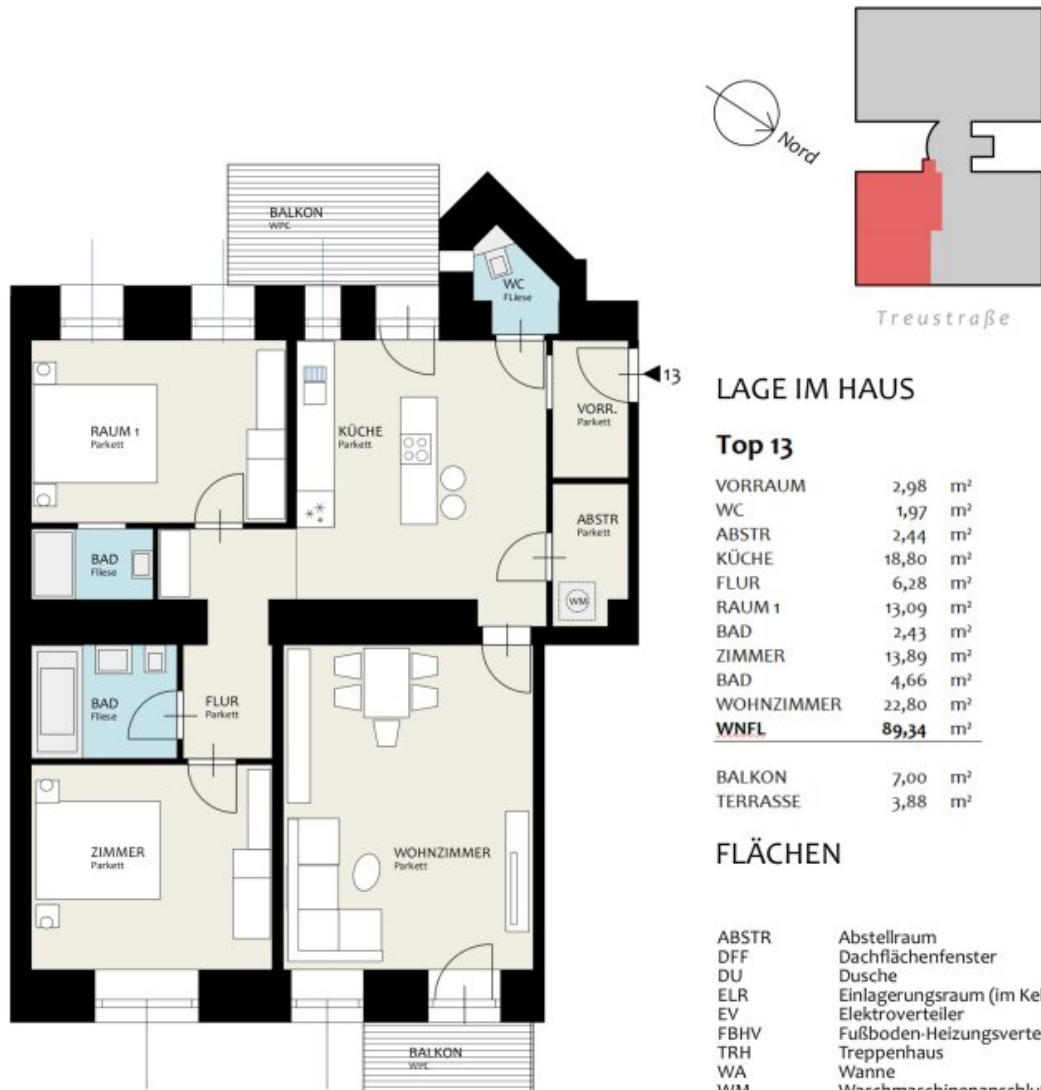 Nord
Treustraße
BALKON
WPC
WC
FLiese
13
VORR.
Parkett
KÜCHE
Parkett
RAUM 1
Parkett
ABSTR
Parkett
WM
BAD
Fliese
BAD
Fliese
FLUR
Parkett
ZIMMER
Parkett
WOHNZIMMER
Parkett
BALKON
WPC
LAGE IM HAUS
Top 13
VORRAUM 2,98 m²
WC 1,97 m²
ABSTR 2,44 m²
KÜCHE 18,80 m²
FLUR 6,28 m²
RAUM 1 13,09 m²
BAD 2,43 m²
ZIMMER 13,89 m²
BAD 4,66 m²
WOHNZIMMER 22,80 m²
WNFL 89,34 m²
BALKON 7,00 m²
TERRASSE 3,88 m²
FLÄCHEN
ABSTR Abstellraum
DFF Dachflächenfenster
DU Dusche
ELR Einlagerungsraum (im Kel
EV Elektroverteiler
FBHV Fußboden-Heizungsverte
TRH Treppenhaus
WA Wanne
WM Waschmaschinenanschlu